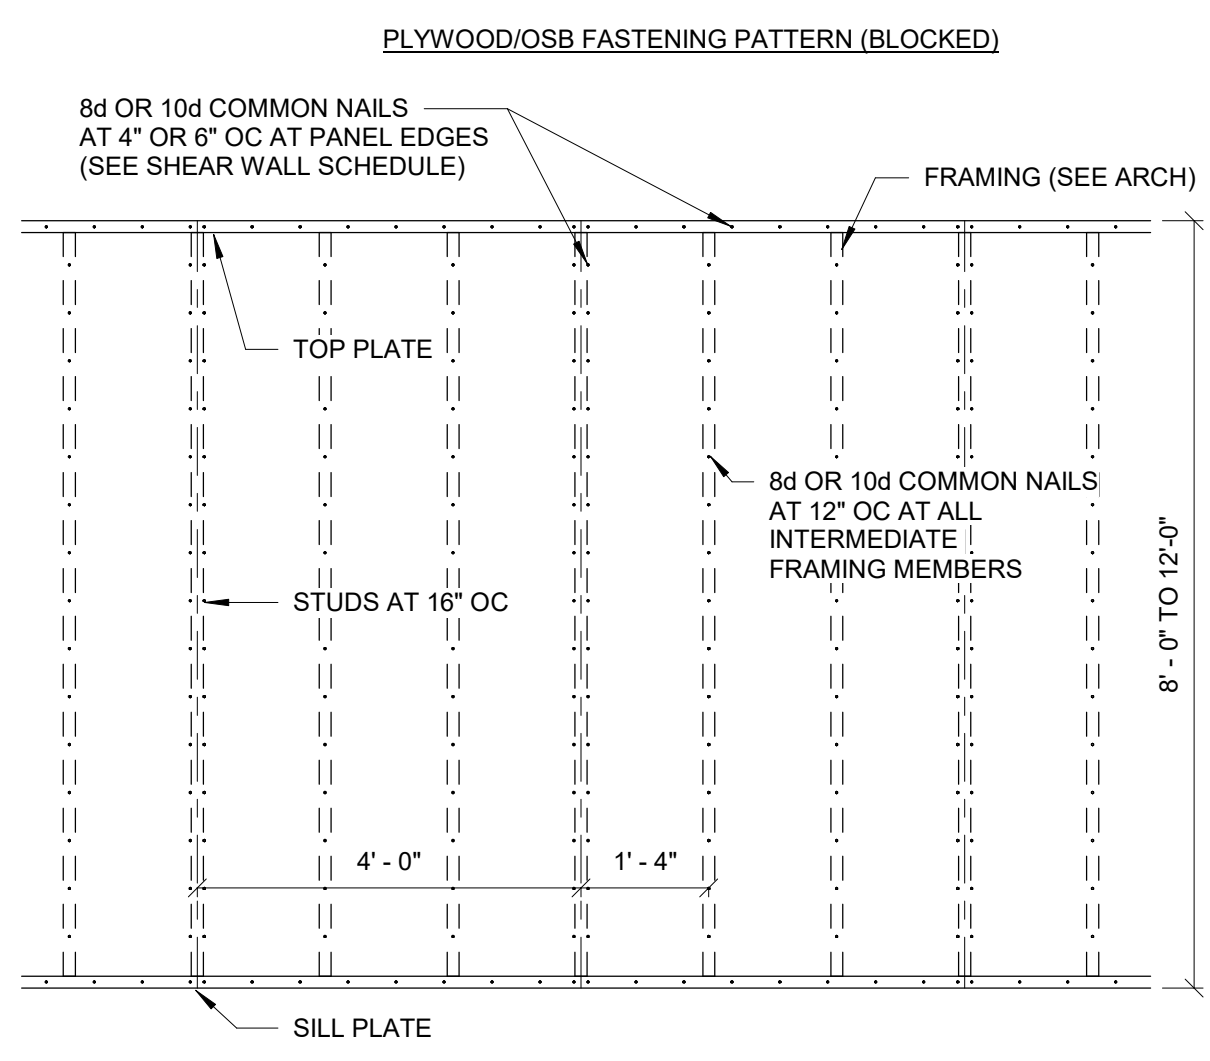 PLYWOOD/OSB FASTENING PATTERN (BLOCKED)
8d OR 10d COMMON NAILS
AT 4" OR 6" OC AT PANEL EDGES
(SEE SHEAR WALL SCHEDULE)
FRAMING (SEE ARCH)
TOP PLATE
8d OR 10d COMMON NAILS
AT 12" OC AT ALL
INTERMEDIATE
FRAMING MEMBERS
STUDS AT 16" OC
8' - 0" TO 12'-0"
4' - 0"
1' - 4"
SILL PLATE